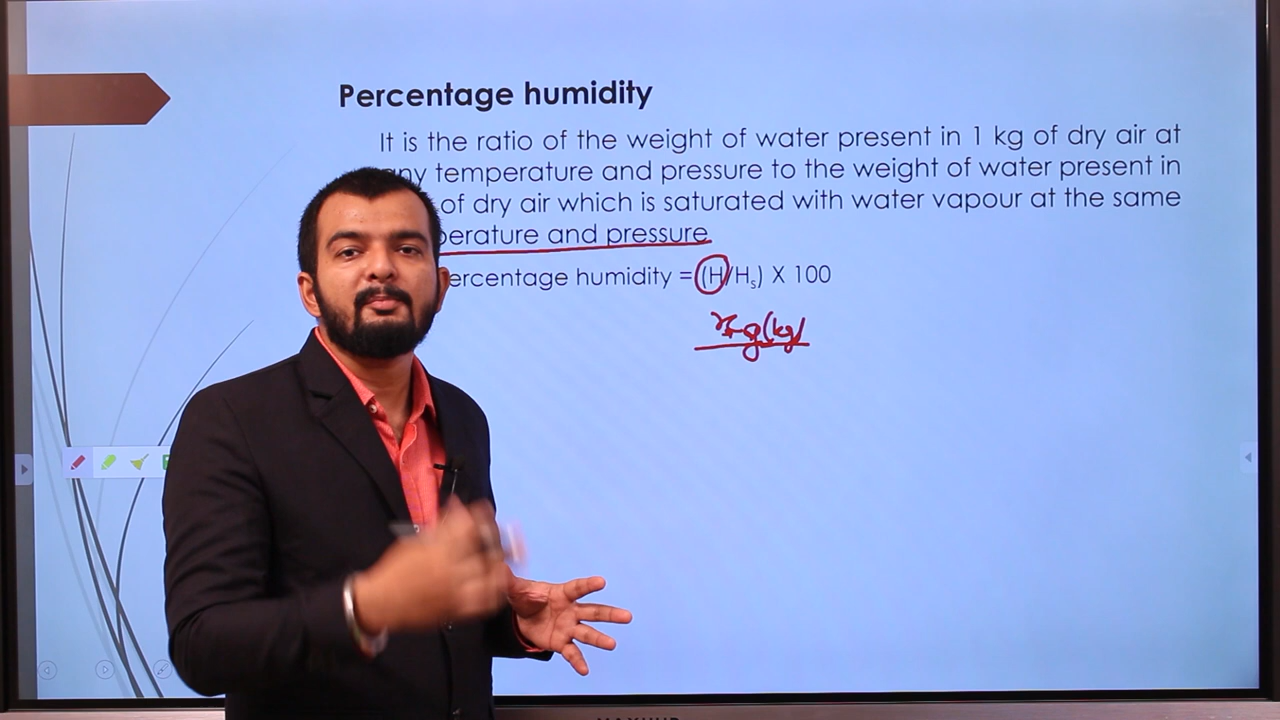 Percentage humidity
It is the ratio of the weight of water present in 1 kg of dry air at
any temperature and pressure to the weight of water present in
of dry air which is saturated with water vapour at the same
perature and pressure
ercentage humidity = (H/Hs) X 100
g(kg)